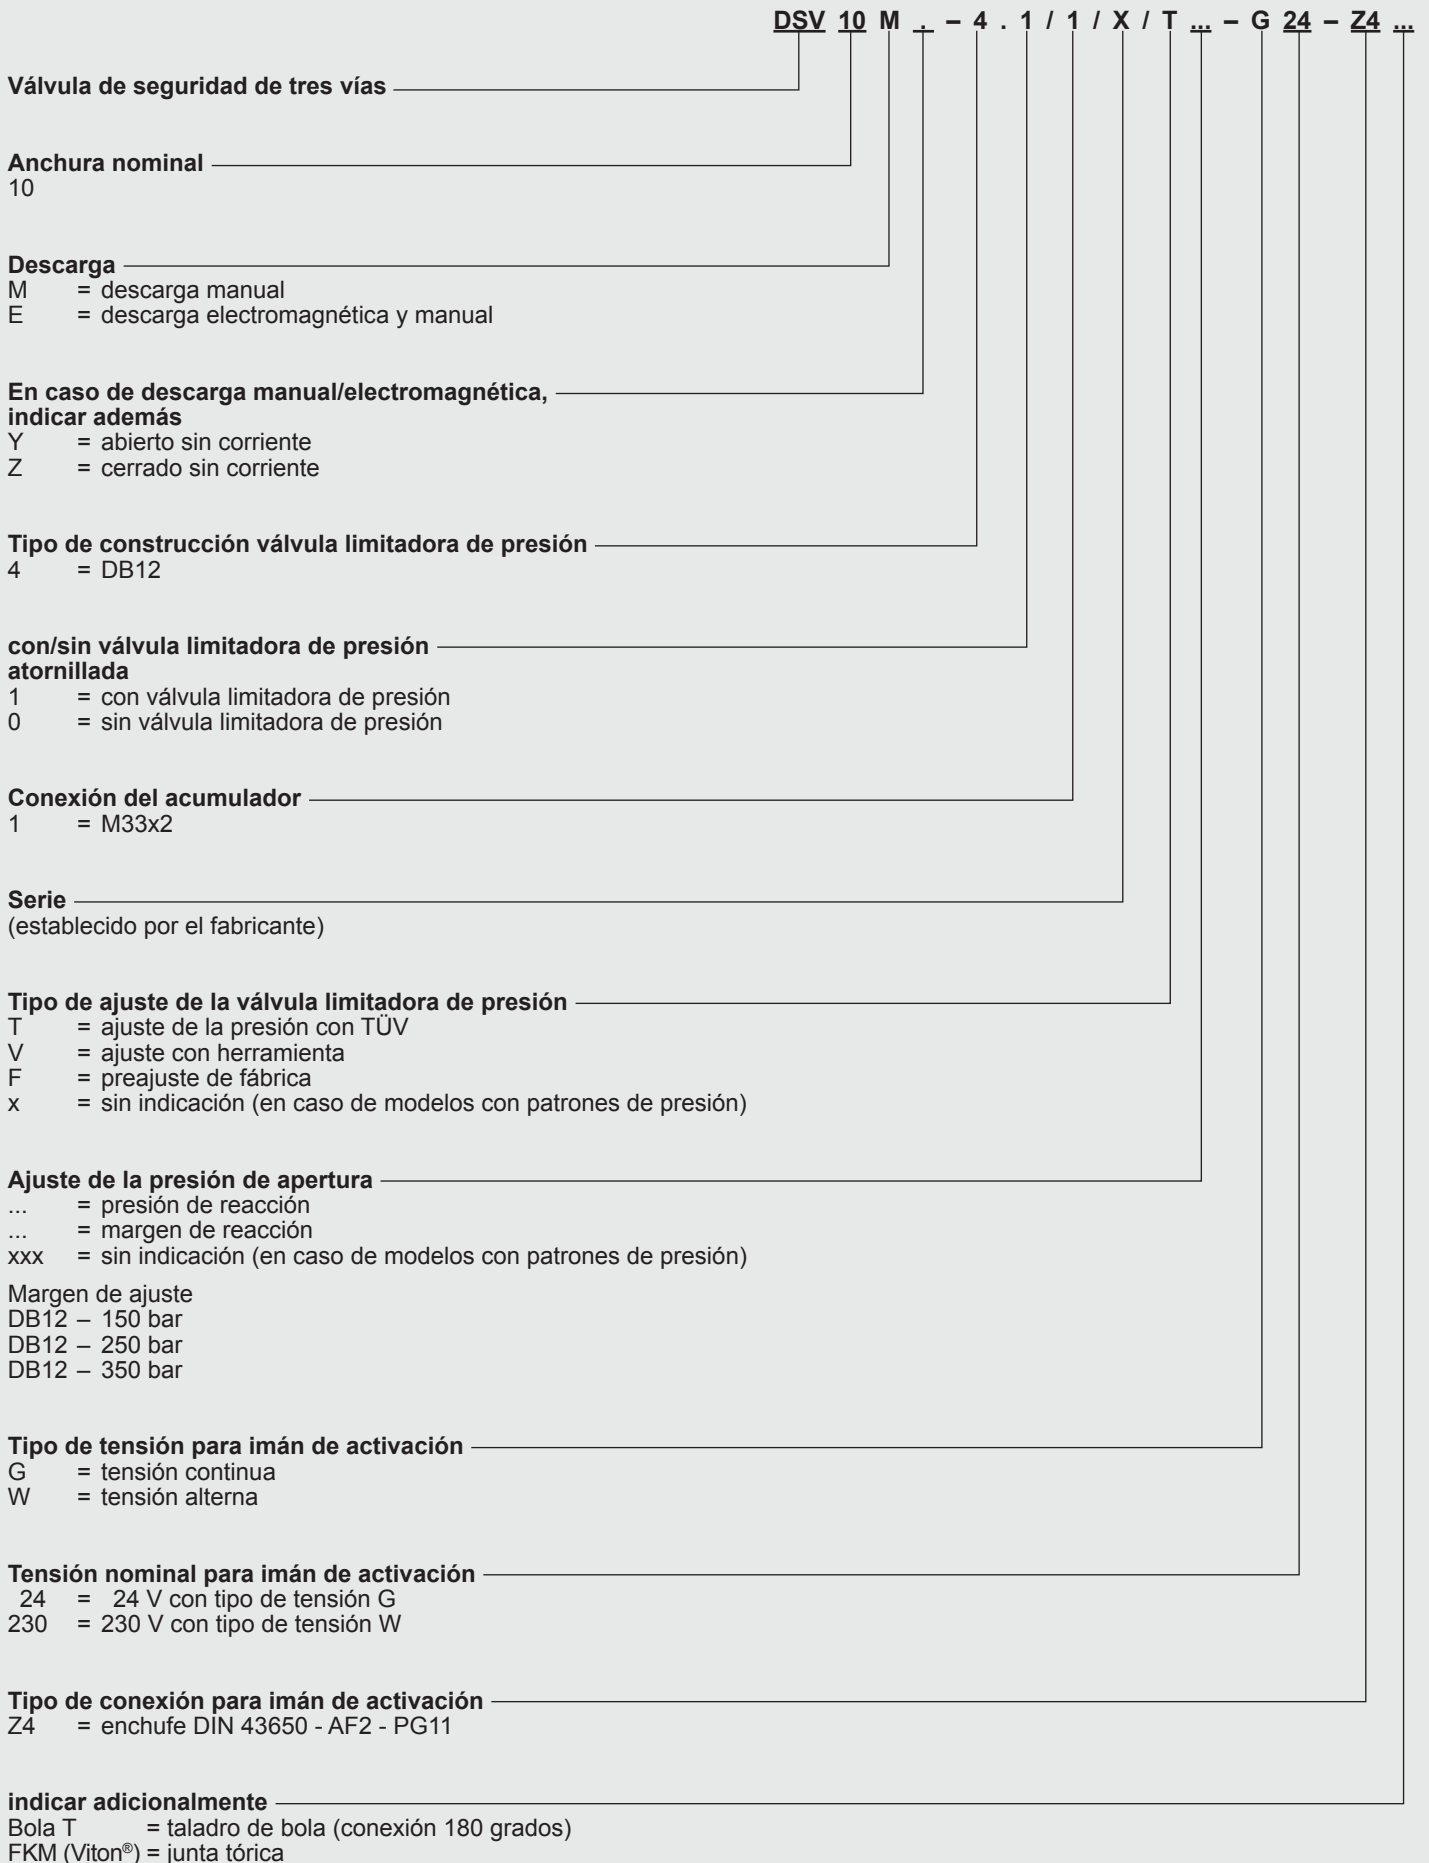 DSV 10 M . – 4 . 1 / 1 / X / T ... – G 24 – Z4 ...
Válvula de seguridad de tres vías
Anchura nominal
10
Descarga
M = descarga manual
E = descarga electromagnética y manual
En caso de descarga manual/electromagnética,
indicar además
Y = abierto sin corriente
Z = cerrado sin corriente
Tipo de construcción válvula limitadora de presión
4 = DB12
con/sin válvula limitadora de presión
atornillada
1 = con válvula limitadora de presión
0 = sin válvula limitadora de presión
Conexión del acumulador
1 = M33x2
Serie
(establecido por el fabricante)
Tipo de ajuste de la válvula limitadora de presión
T = ajuste de la presión con TÜV
V = ajuste con herramienta
F = preajuste de fábrica
x = sin indicación (en caso de modelos con patrones de presión)
Ajuste de la presión de apertura
... = presión de reacción
... = margen de reacción
xxx = sin indicación (en caso de modelos con patrones de presión)
Margen de ajuste
DB12 – 150 bar
DB12 – 250 bar
DB12 – 350 bar
Tipo de tensión para imán de activación
G = tensión continua
W = tensión alterna
Tensión nominal para imán de activación
24 = 24 V con tipo de tensión G
230 = 230 V con tipo de tensión W
Tipo de conexión para imán de activación
Z4 = enchufe DIN 43650 - AF2 - PG11
indicar adicionalmente
Bola T = taladro de bola (conexión 180 grados)
FKM (Viton®) = junta tórica